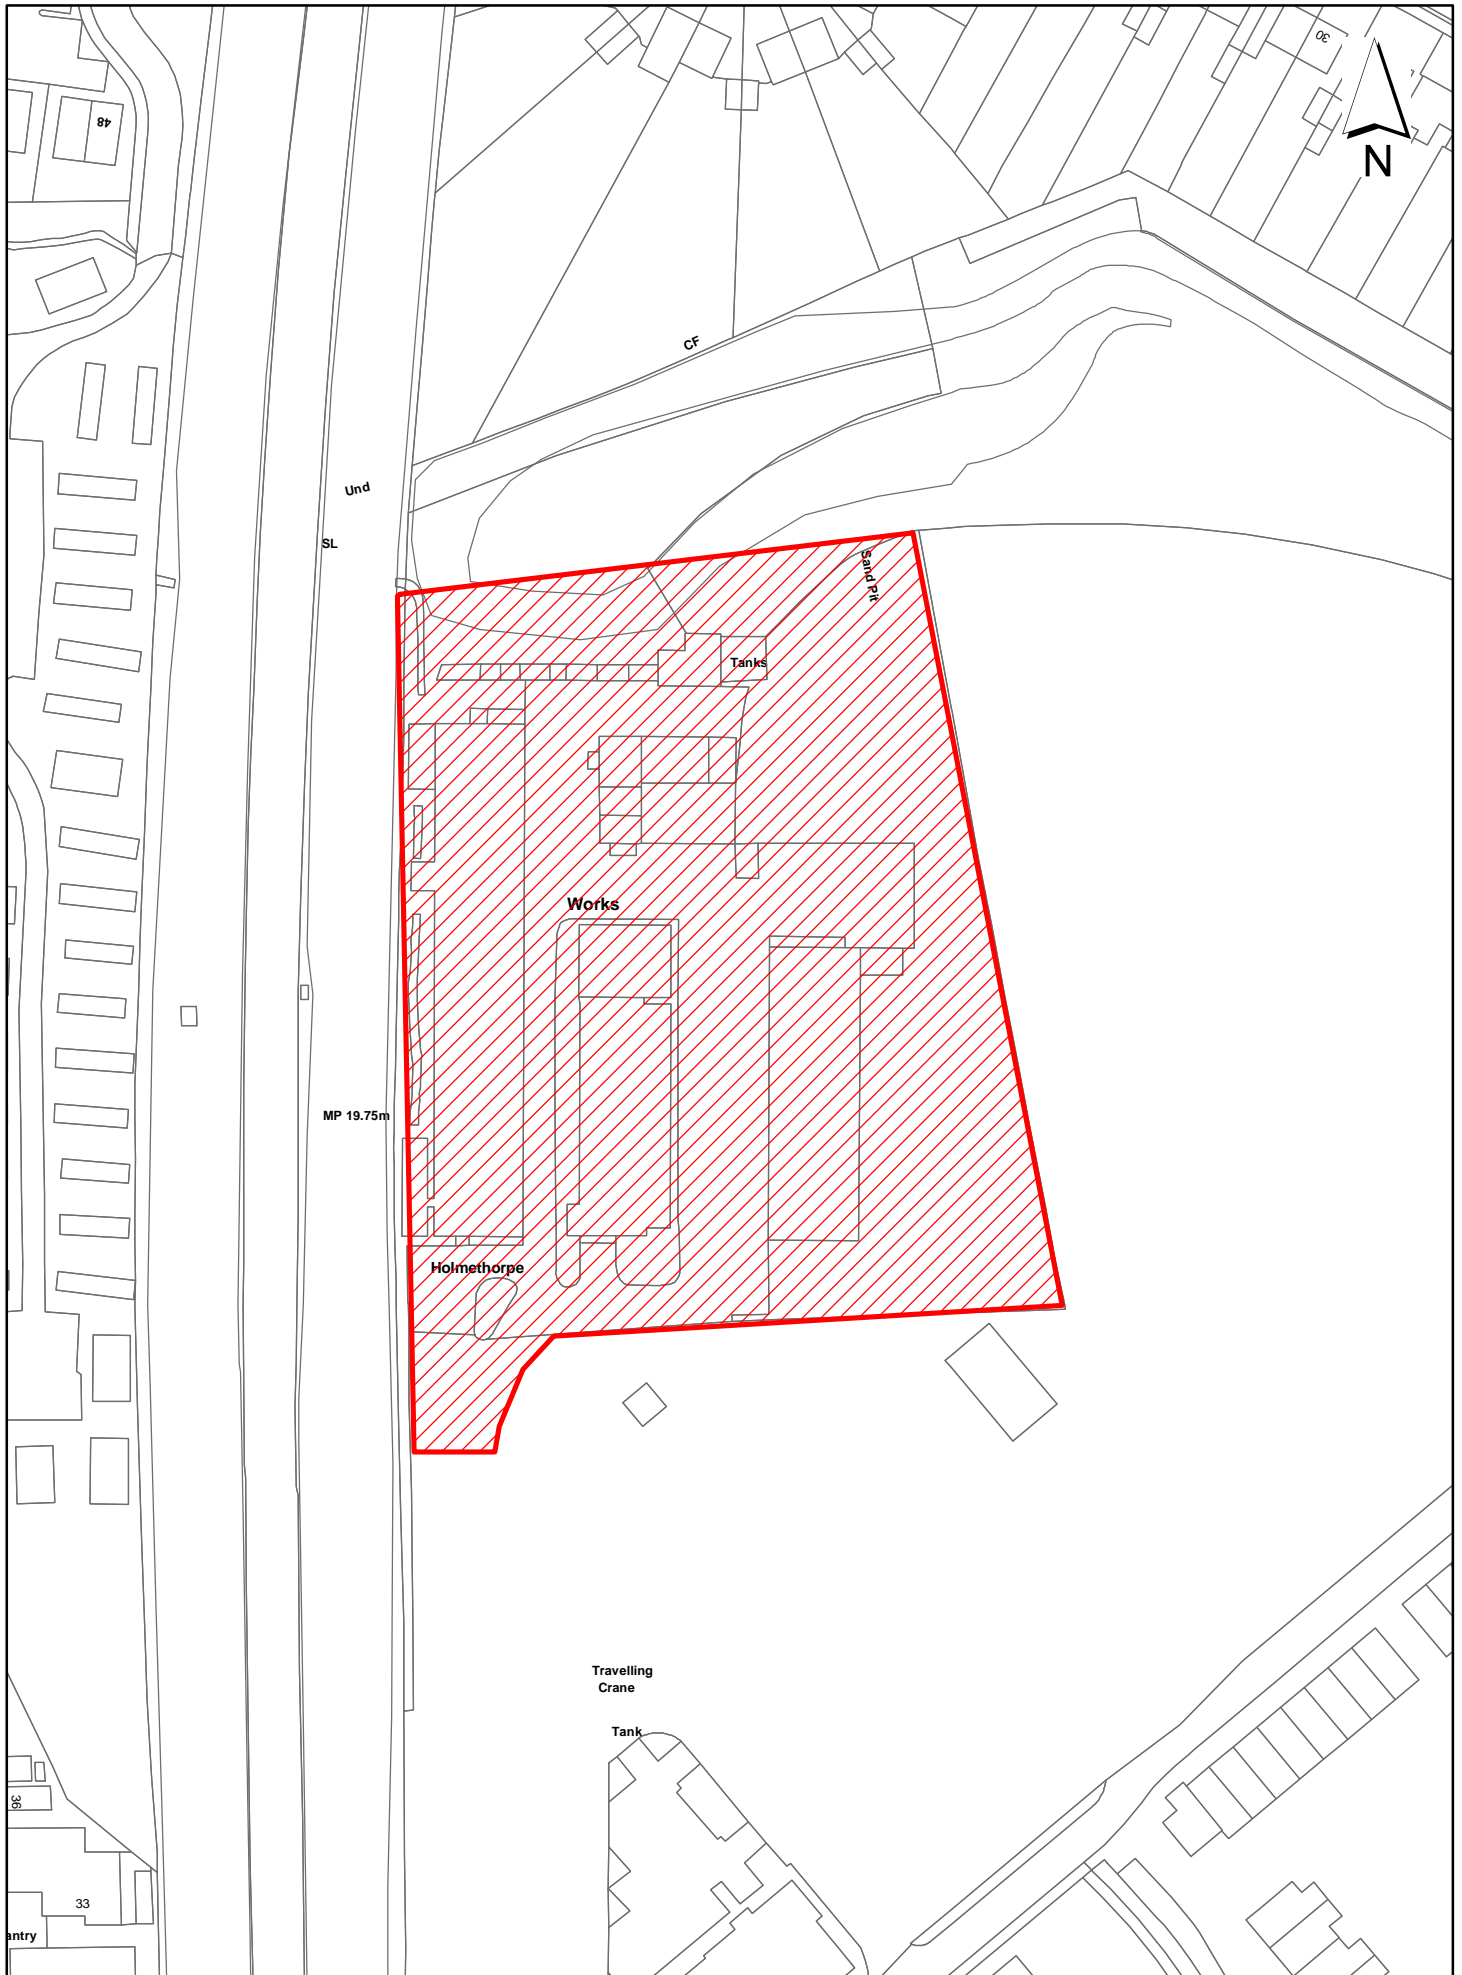 30
48
N
CF
Und
SL
Sand Pit
Tanks
Works
MP 19.75m
Holmethorpe
Travelling
Crane
Tank
36
33
antry